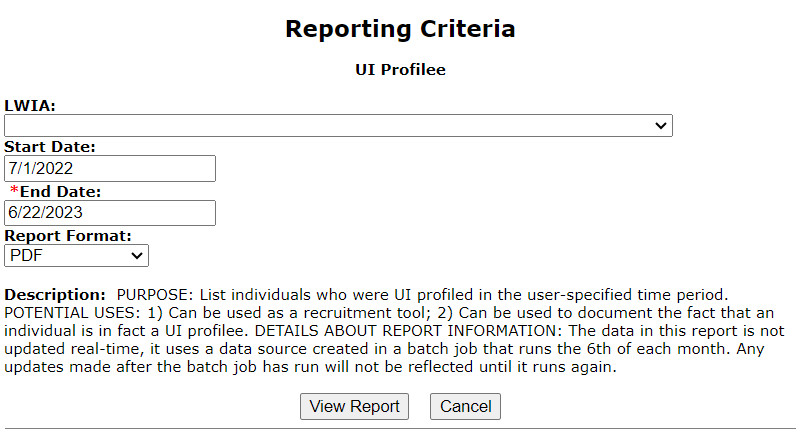 Reporting Criteria
UI Profilee
LWIA:
Start Date:
7/1/2022
*End Date:
6/22/2023
Report Format:
PDF
Description:  PURPOSE: List individuals who were UI profiled in the user-specified time period.
POTENTIAL USES: 1) Can be used as a recruitment tool; 2) Can be used to document the fact that an
individual is in fact a UI profilee. DETAILS ABOUT REPORT INFORMATION: The data in this report is not
updated real-time, it uses a data source created in a batch job that runs the 6th of each month. Any
updates made after the batch job has run will not be reflected until it runs again.
View Report Cancel